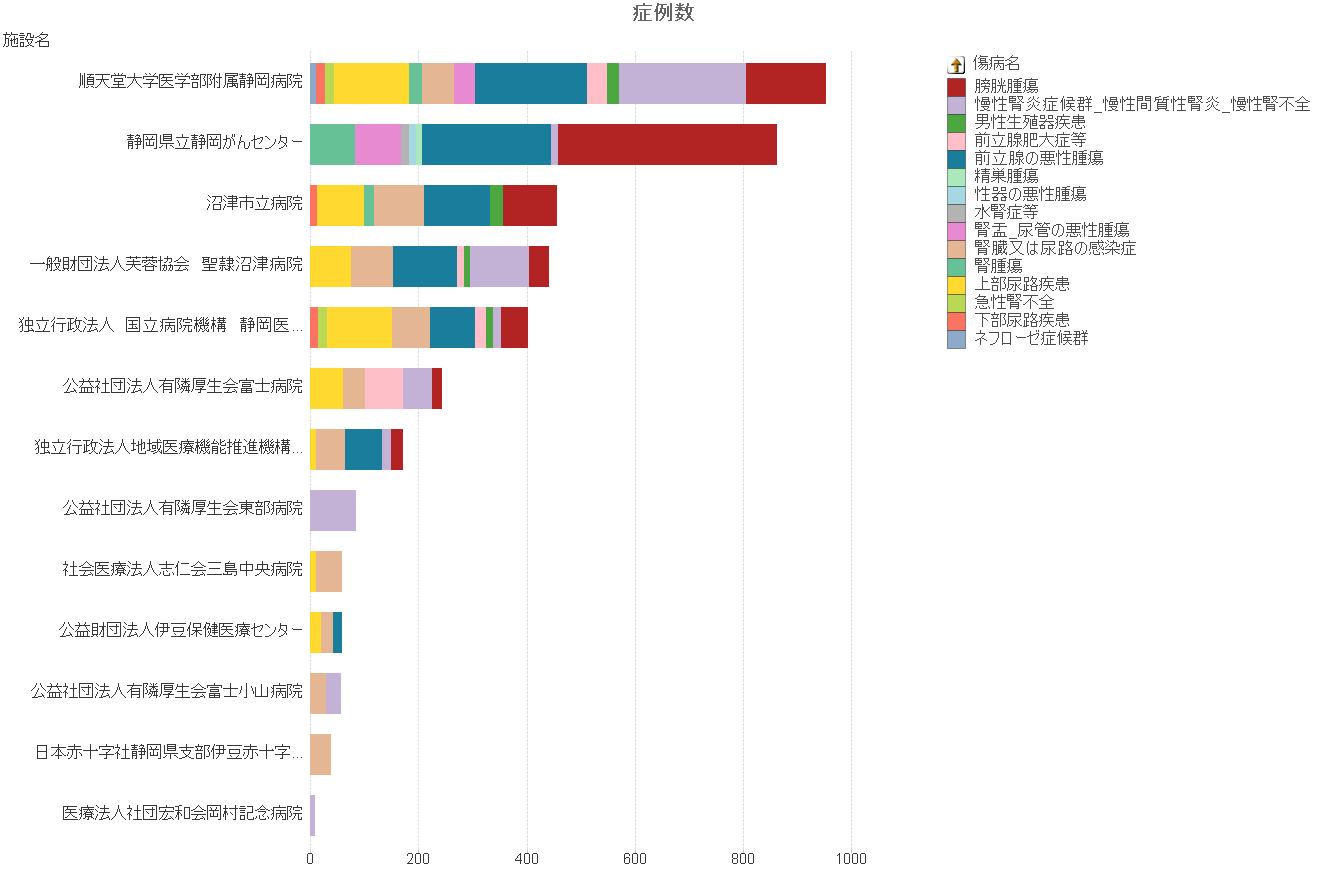 症例数
施設名
順天堂大学医学部附属静岡病院
静岡県立静岡がんセンター
沼津市立病院
一般財団法人芙蓉協会　聖隷沼津病院
独立行政法人　国立病院機構　静岡医...
公益社団法人有隣厚生会富士病院
独立行政法人地域医療機能推進機構...
公益社団法人有隣厚生会東部病院
社会医療法人志仁会三島中央病院
公益財団法人伊豆保健医療センター
公益社団法人有隣厚生会富士小山病院
日本赤十字社静岡県支部伊豆赤十字...
医療法人社団宏和会岡村記念病院
0 200 400 600 800 1000
傷病名
膀胱腫瘍
慢性腎炎症候群_慢性間質性腎炎_慢性腎不全
男性生殖器疾患
前立腺肥大症等
前立腺の悪性腫瘍
精巣腫瘍
性器の悪性腫瘍
水腎症等
腎盂_尿管の悪性腫瘍
腎臓又は尿路の感染症
腎腫瘍
上部尿路疾患
急性腎不全
下部尿路疾患
ネフローゼ症候群